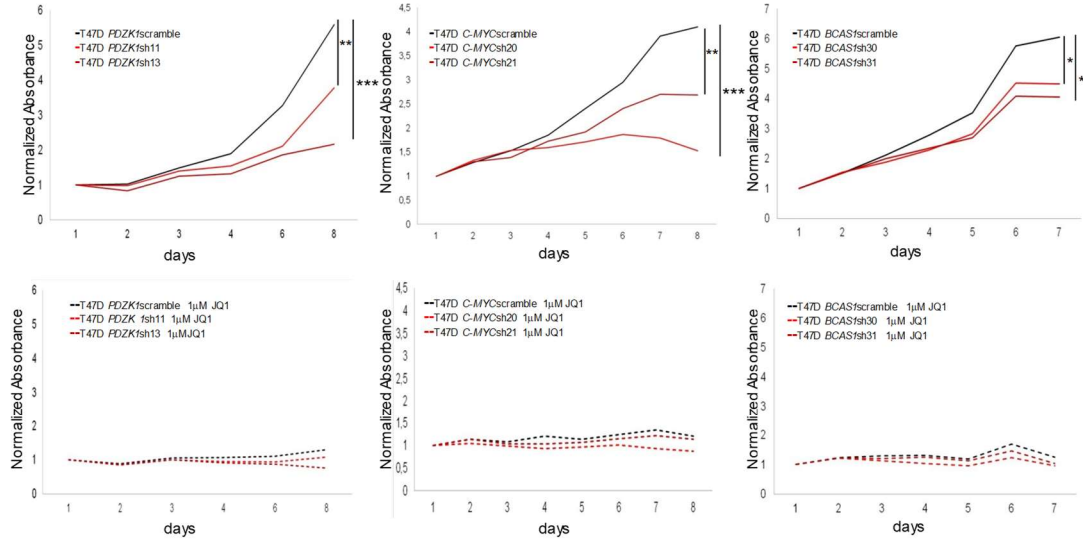 T47D PDZK1scramble
T47D PDZK1sh11
T47D PDZK1sh13
Normalized Absorbance
6
5
4
3
2
1
0
1 2 3 4 6 8
days
**
***
T47D C-MYCscramble
T47D C-MYCsh20
T47D C-MYCsh21
Normalized Absorbance
4,5
4
3,5
3
2,5
2
1,5
1
0,5
0
1 2 3 4 5 6 7 8
days
**
***
T47D BCAS1scramble
T47D BCAS1sh30
T47D BCAS1sh31
Normalized Absorbance
7
6
5
4
3
2
1
0
1 2 3 4 5 6 7
days
*
*
T47D PDZK1scramble 1μM JQ1
T47D PDZK 1sh11 1μM JQ1
T47D PDZK1sh13 1μMJQ1
Normalized Absorbance
6
5
4
3
2
1
0
1 2 3 4 6 8
days
T47D C-MYCscramble 1μM JQ1
T47D C-MYCsh20 1μM JQ1
T47D C-MYCsh21 1μM JQ1
Normalized Absorbance
4,5
4
3,5
3
2,5
2
1,5
1
0,5
0
1 2 3 4 5 6 7 8
days
T47D BCAS1scramble 1μM JQ1
T47D BCAS1sh30 1μM JQ1
T47D BCAS1sh31 1μM JQ1
Normalized Absorbance
7
6
5
4
3
2
1
0
1 2 3 4 5 6 7
days